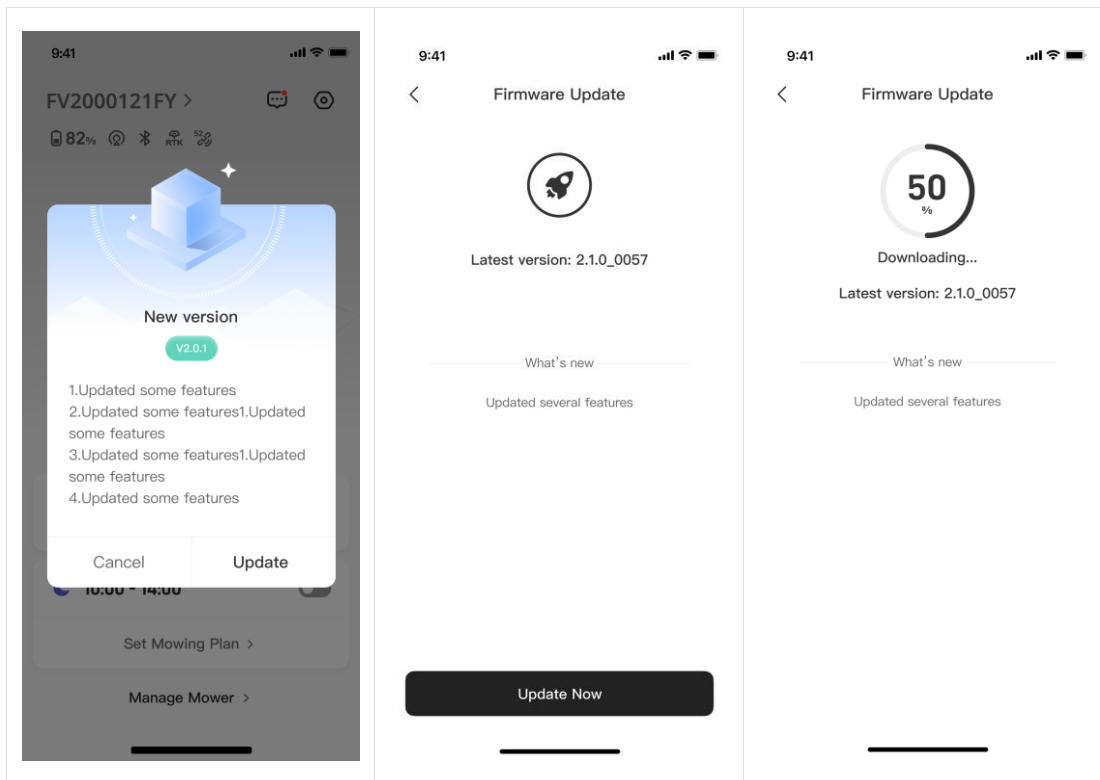 9:41
FV2000121FY >
82%
RTK
52
New version
V2.0.1
1.Updated some features
2.Updated some features1.Updated
some features
3.Updated some features1.Updated
some features
4.Updated some features
Cancel
Update
10:00 - 14:00
Set Mowing Plan >
Manage Mower >
9:41
Firmware Update
Latest version: 2.1.0_0057
What's new
Updated several features
Update Now
9:41
Firmware Update
50
%
Downloading...
Latest version: 2.1.0_0057
What's new
Updated several features